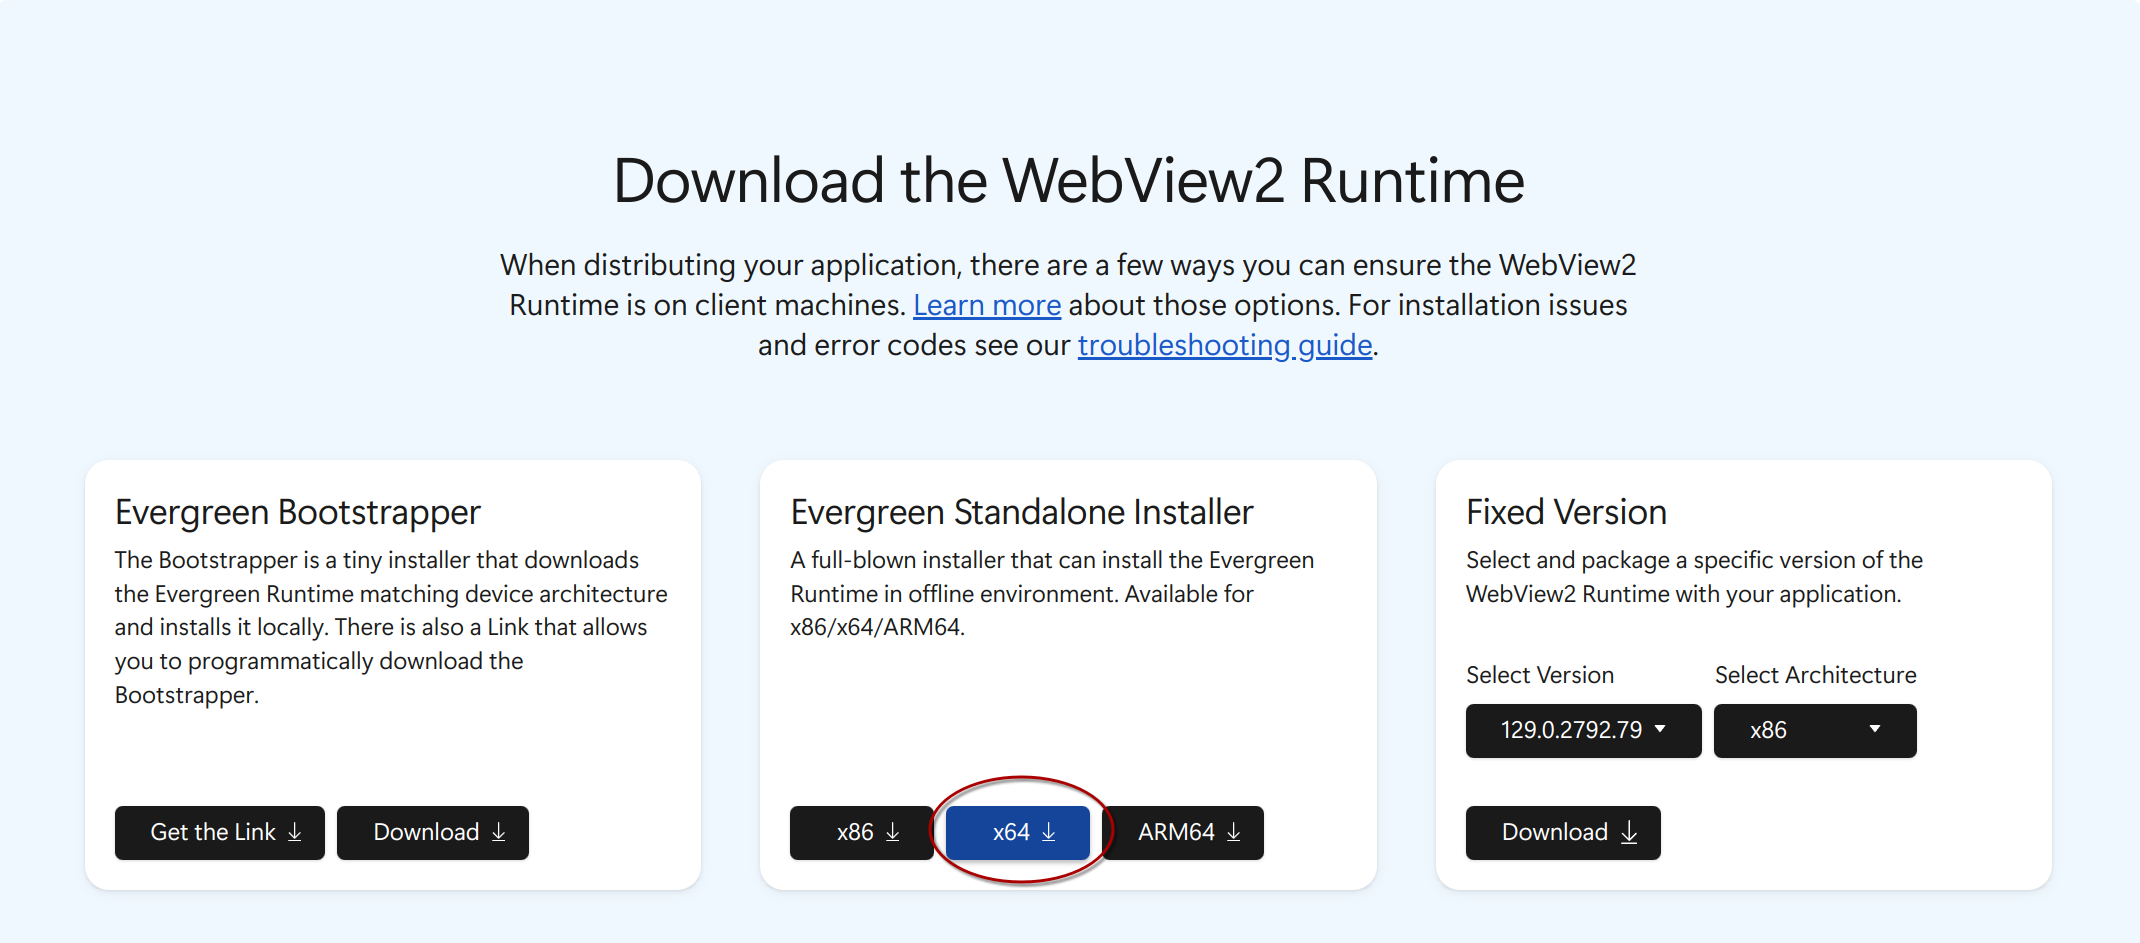 Download the WebView2 Runtime
When distributing your application, there are a few ways you can ensure the WebView2
Runtime is on client machines. Learn more about those options. For installation issues
and error codes see our troubleshooting guide.
Evergreen Bootstrapper
The Bootstrapper is a tiny installer that downloads
the Evergreen Runtime matching device architecture
and installs it locally. There is also a Link that allows
you to programmatically download the
Bootstrapper.
Get the Link
Download
Evergreen Standalone Installer
A full-blown installer that can install the Evergreen
Runtime in offline environment. Available for
x86/x64/ARM64.
x86
x64
ARM64
Fixed Version
Select and package a specific version of the
WebView2 Runtime with your application.
Select Version
Select Architecture
129.0.2792.79
x86
Download